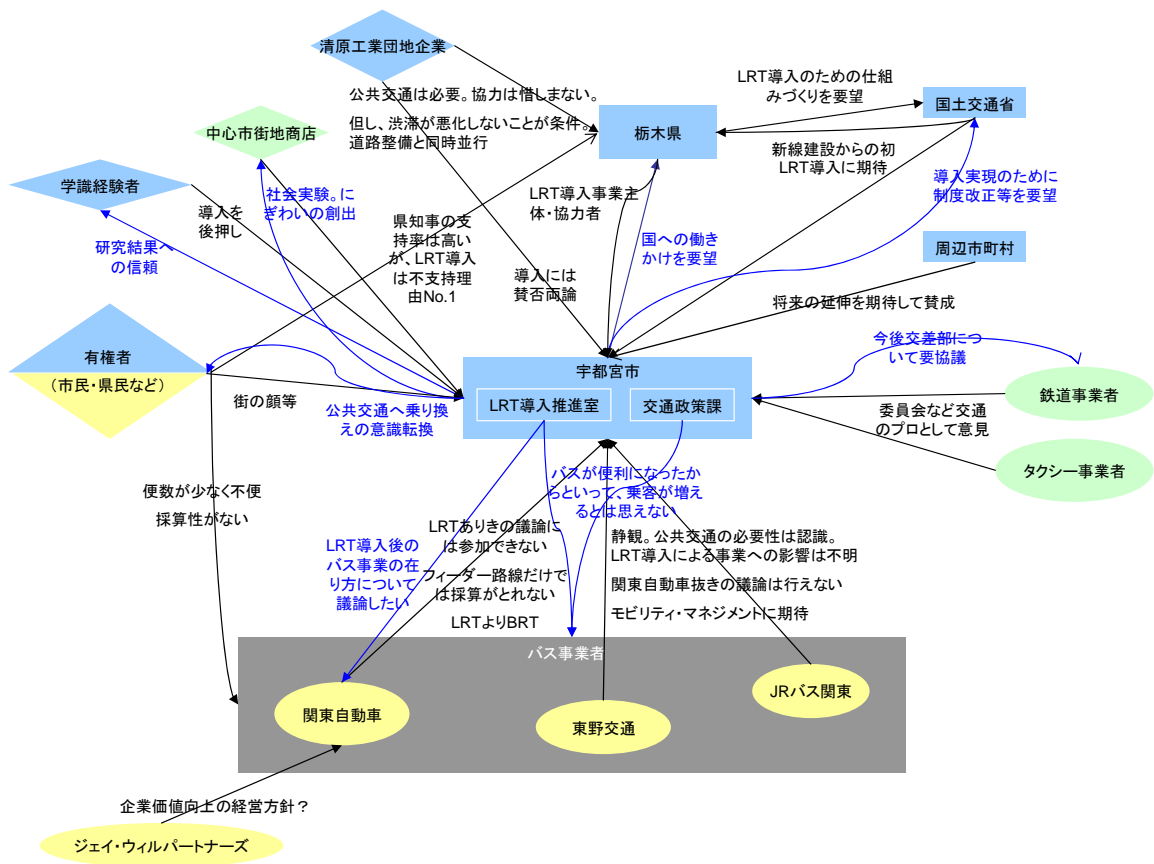 清原工業団地企業
公共交通は必要。協力は惜しまない。
但し、渋滞が悪化しないことが条件。
道路整備と同時並行
LRT導入のための仕組
みづくりを要望
国土交通省
栃木県
中心市街地商店
新線建設からの初
LRT導入に期待
導入実現のために
制度改正等を要望
学識経験者
導入を
後押し
社会実験。に
ぎわいの創出
LRT導入事業主
体・協力者
県知事の支
持率は高い
が、LRT導入
は不支持理
由No.1
研究結果へ
の信頼
国への働き
かけを要望
周辺市町村
導入には
賛否両論
将来の延伸を期待して賛成
有権者
（市民・県民など）
街の顔等
公共交通へ乗り換
えの意識転換
宇都宮市
LRT導入推進室
交通政策課
今後交差部につ
いて要協議
鉄道事業者
委員会など交通
のプロとして意見
タクシー事業者
便数が少なく不便
採算性がない
バスが便利になったか
らといって、乗客が増え
るとは思えない
LRT導入後の
バス事業の在
り方について
議論したい
LRTありきの議論に
は参加できない
フィーダー路線だけで
は採算がとれない
LRTよりBRT
静観。公共交通の必要性は認識。
LRT導入による事業への影響は不明
関東自動車抜きの議論は行えない
モビリティ・マネジメントに期待
バス事業者
関東自動車
東野交通
JRバス関東
企業価値向上の経営方針？
ジェイ・ウィルパートナーズ